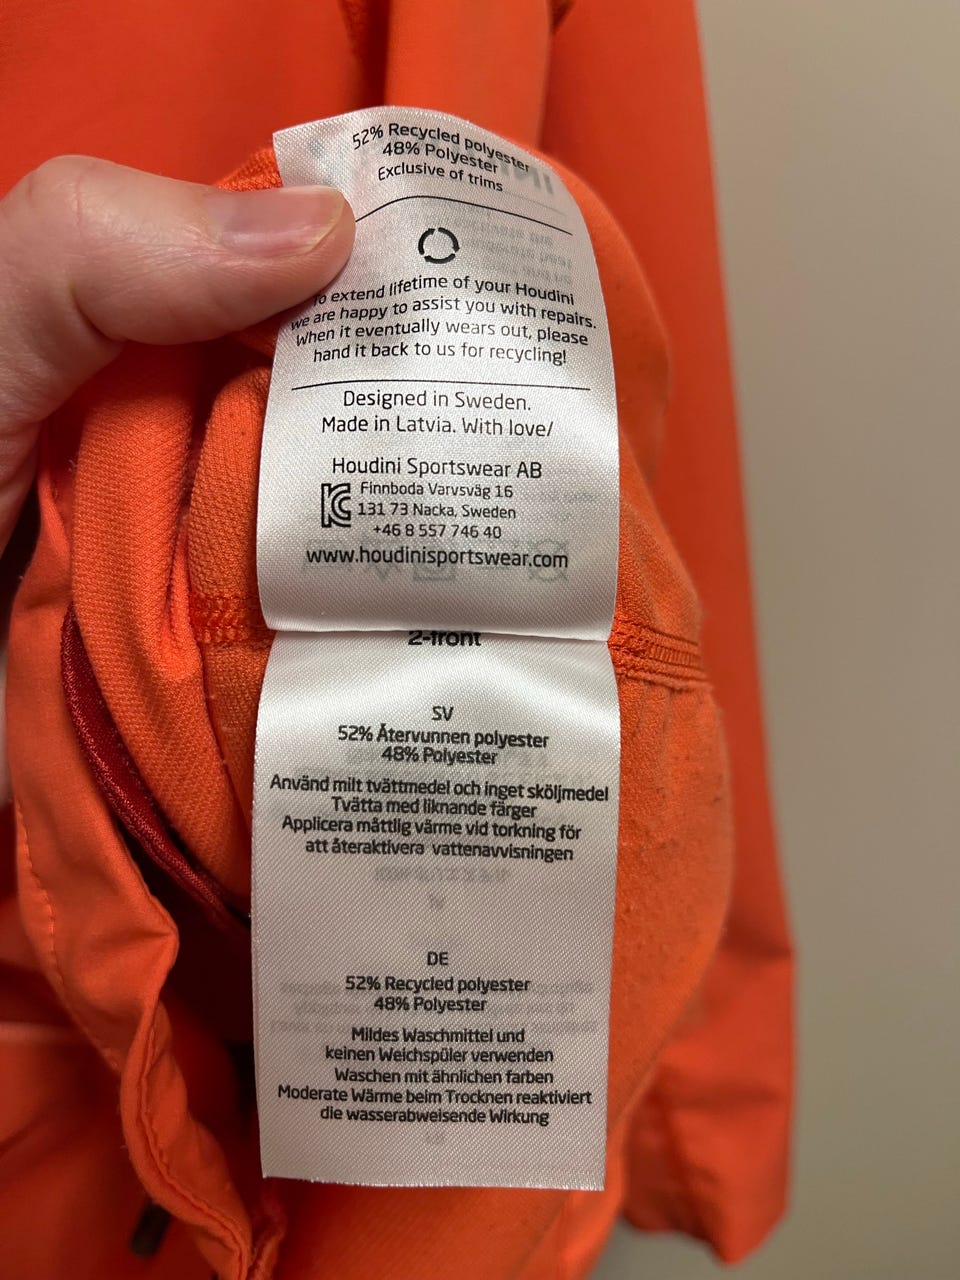 52% Recycled polyester
48% Polyester
Exclusive of trims
To extend lifetime of your Houdini
we are happy to assist you with repairs.
When it eventually wears out, please
hand it back to us for recycling!
Designed in Sweden.
Made in Latvia. With love/
Houdini Sportswear AB
Finnboda Varvsväg 16
131 73 Nacka, Sweden
+46 8 557 746 40
www.houdinisportswear.com
2-front
SV
52% Återvunnen polyester
48% Polyester
Använd milt tvättmedel och inget sköljmedel
Tvätta med liknande färger
Applicera måttlig värme vid torkning för
att återaktivera vattenavvisningen
DE
52% Recycled polyester
48% Polyester
Mildes Waschmittel und
keinen Weichspüler verwenden
Waschen mit ähnlichen farben
Moderate Wärme beim Trocknen reaktiviert
die wasserabweisende Wirkung